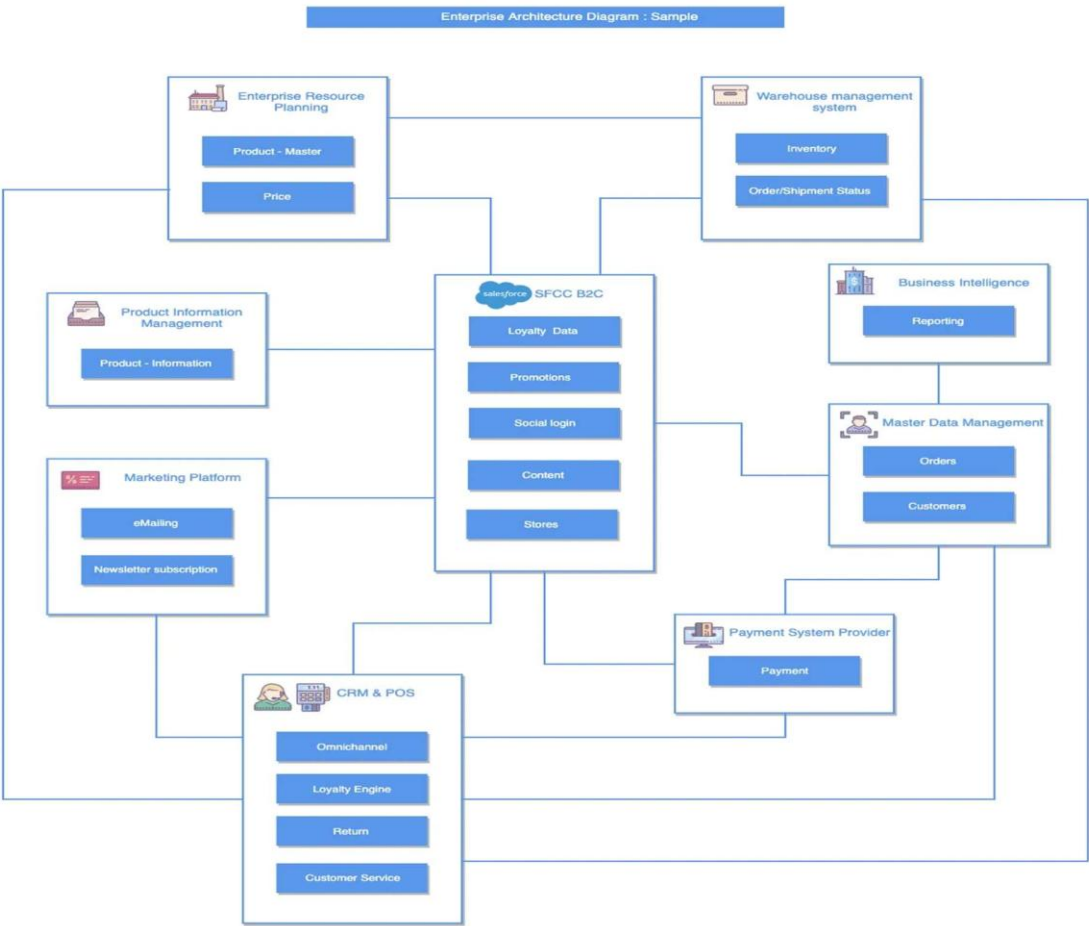 Enterprise Architecture Diagram : Sample
Enterprise Resource
Planning
Product - Master
Price
Warehouse management
system
Inventory
Order/Shipment Status
salesforce SFCC B2C
Loyalty Data
Promotions
Social login
Content
Stores
Business Intelligence
Reporting
Product Information
Management
Product - Information
Master Data Management
Orders
Customers
Marketing Platform
eMailing
Newsletter subscription
Payment System Provider
Payment
CRM & POS
Omnichannel
Loyalty Engine
Return
Customer Service